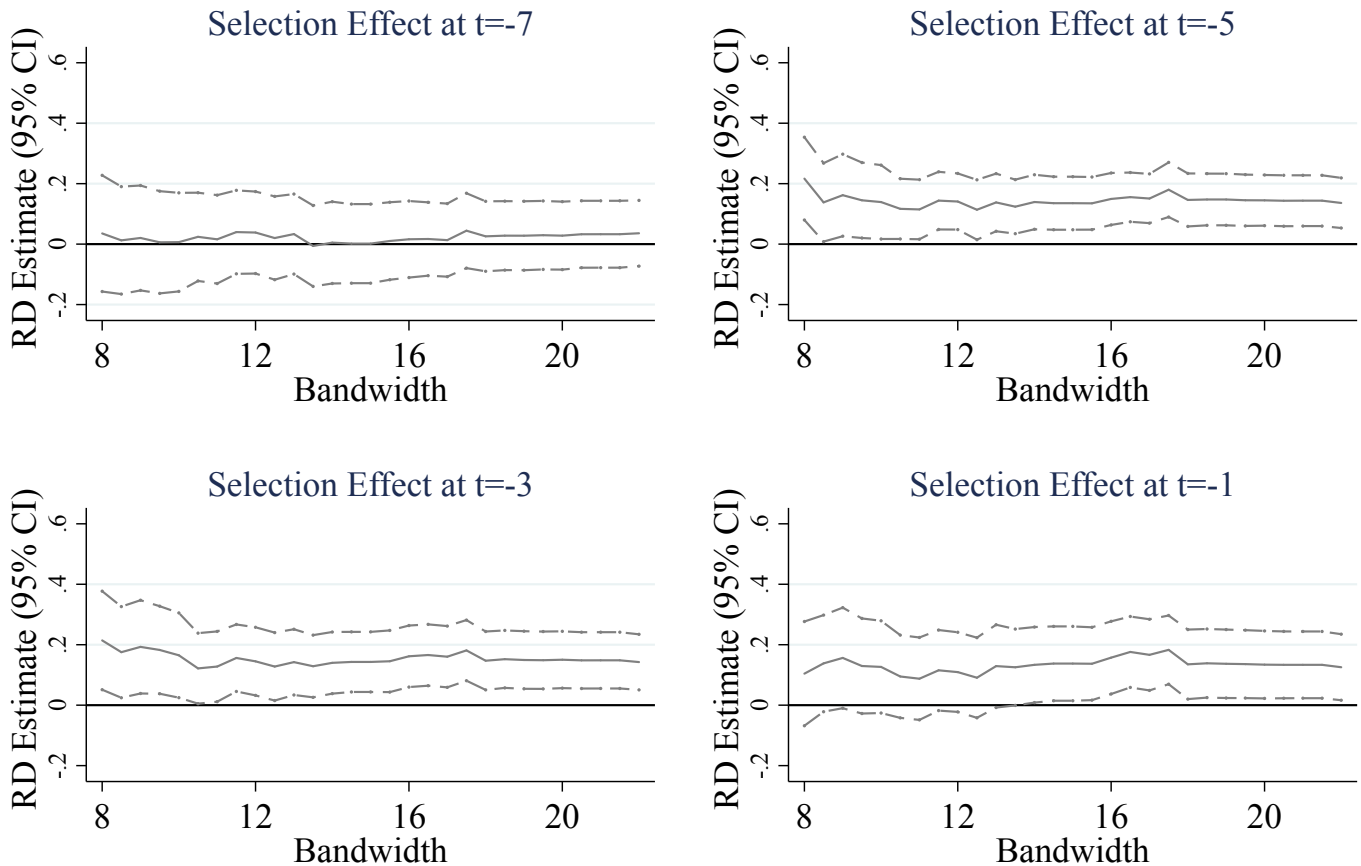 Selection Effect at t=-7
RD Estimate (95% CI)
.6
.4
.2
0
-.2
8 12 16 20
Bandwidth
Selection Effect at t=-5
RD Estimate (95% CI)
.6
.4
.2
0
-.2
8 12 16 20
Bandwidth
Selection Effect at t=-3
RD Estimate (95% CI)
.6
.4
.2
0
-.2
8 12 16 20
Bandwidth
Selection Effect at t=-1
RD Estimate (95% CI)
.6
.4
.2
0
-.2
8 12 16 20
Bandwidth